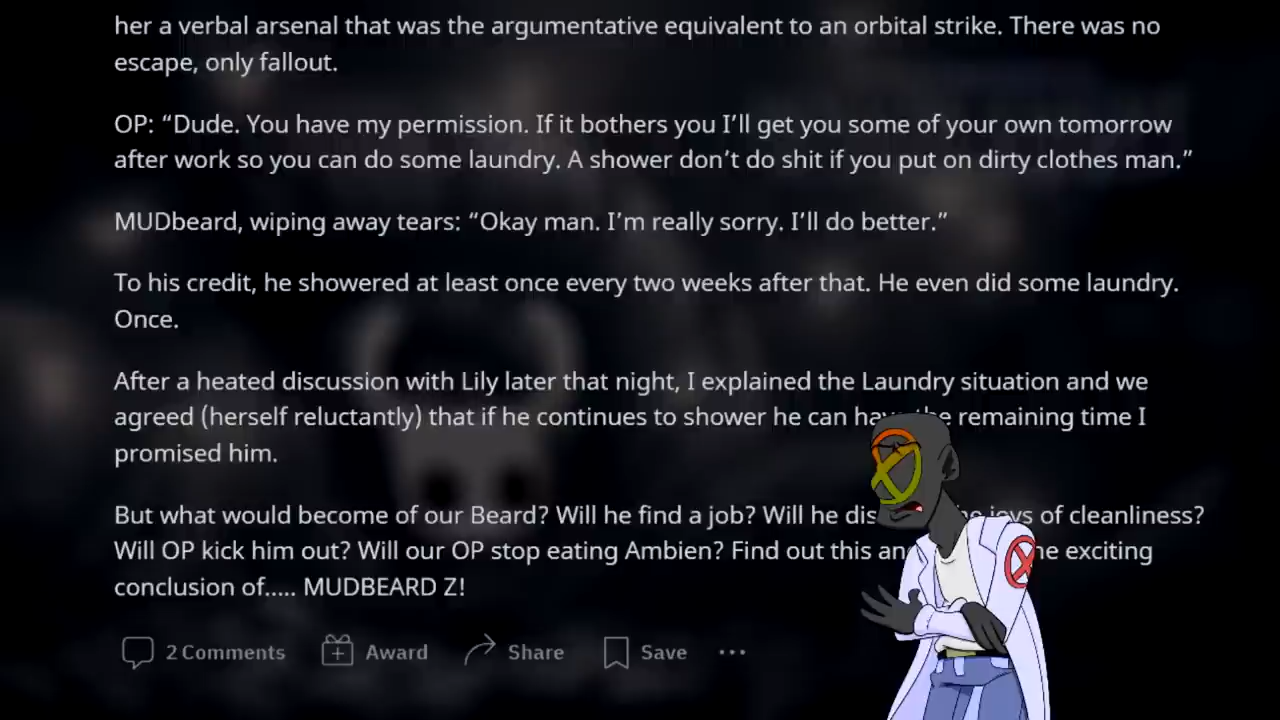 her a verbal arsenal that was the argumentative equivalent to an orbital strike. There was no
escape, only fallout.
OP: “Dude. You have my permission. If it bothers you I’ll get you some of your own tomorrow
after work so you can do some laundry. A shower don’t do shit if you put on dirty clothes man.”
MUDbeard, wiping away tears: “Okay man. I’m really sorry. I’ll do better.”
To his credit, he showered at least once every two weeks after that. He even did some laundry.
Once.
After a heated discussion with Lily later that night, I explained the Laundry situation and we
agreed (herself reluctantly) that if he continues to shower he can have the remaining time I
promised him.
But what would become of our Beard? Will he find a job? Will he joys of cleanliness?
Will OP kick him out? Will our OP stop eating Ambien? Find out this exciting
conclusion of..... MUDBEARD Z!
2 Comments Award Share Save